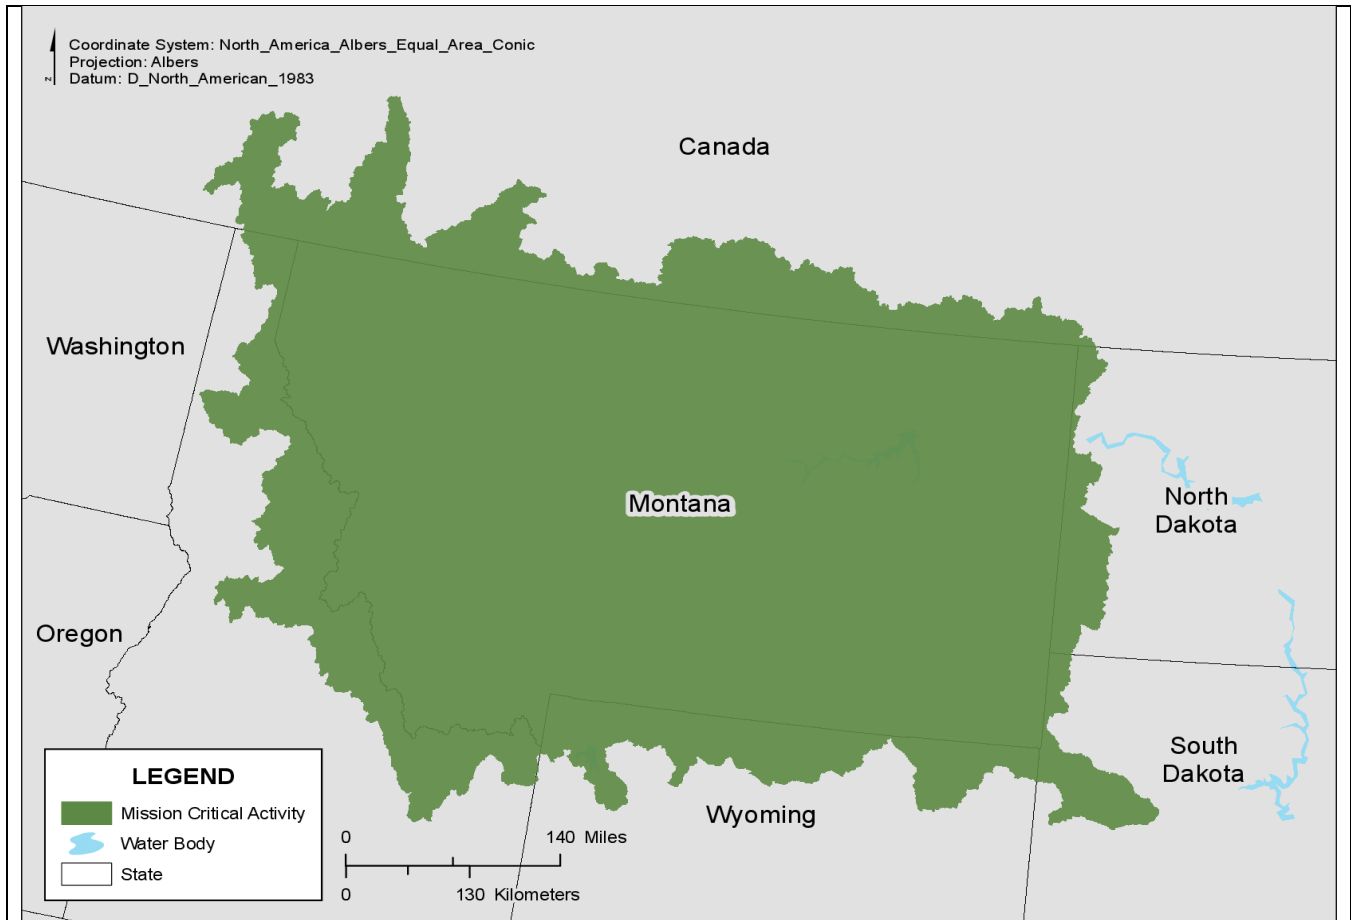 Coordinate System: North_America_Albers_Equal_Area_Conic
Projection: Albers
Datum: D_North_American_1983
N
Canada
Washington
Montana
North
Dakota
Oregon
South
Dakota
Wyoming
LEGEND
Mission Critical Activity
Water Body
State
0 140 Miles
0 130 Kilometers